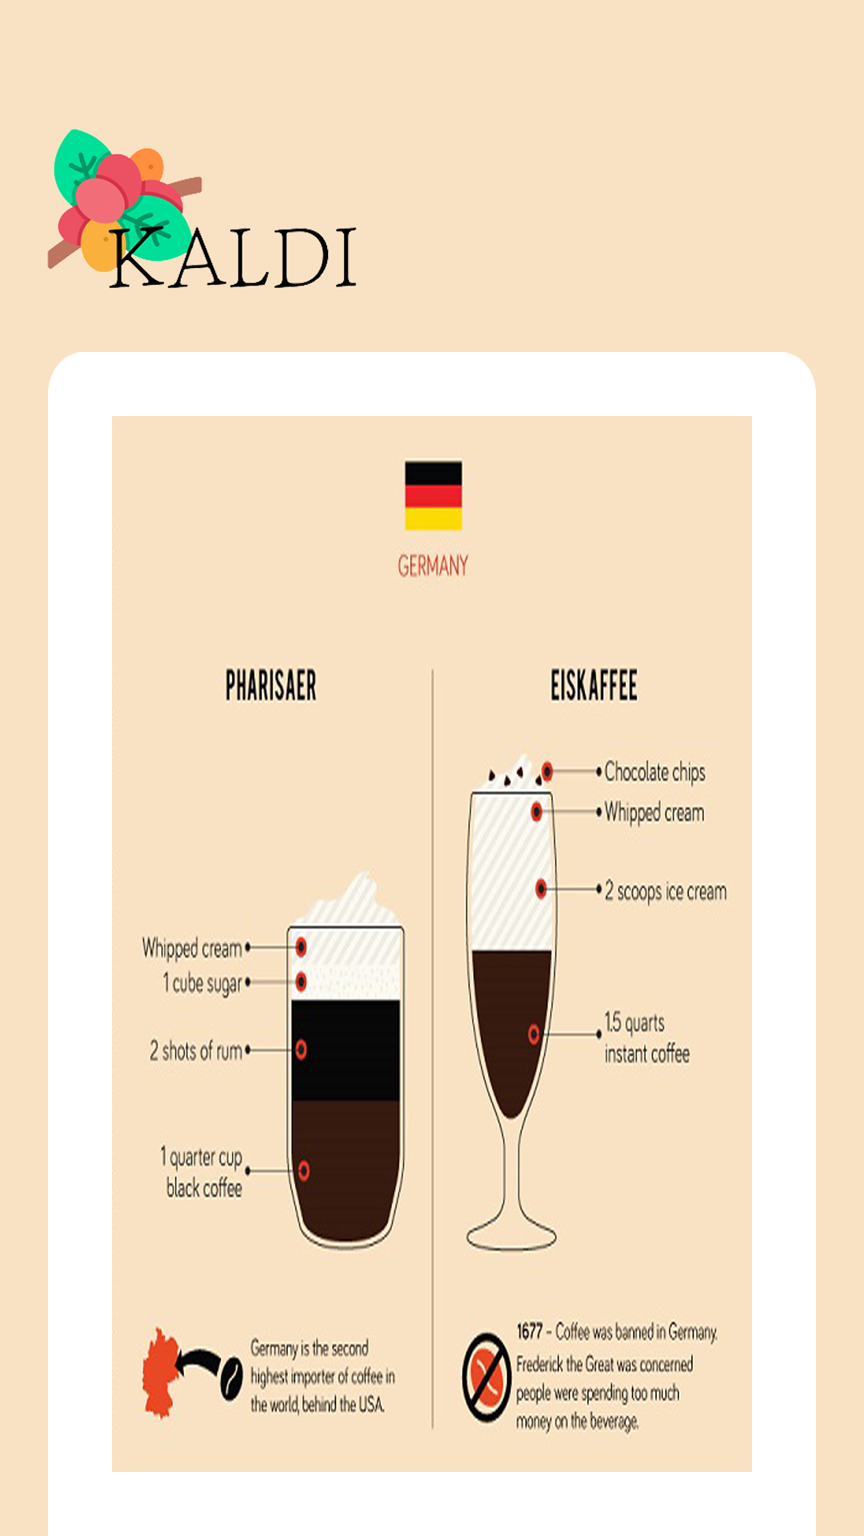 KALDI
GERMANY
PHARISAER
Whipped cream
1 cube sugar
2 shots of rum
1 quarter cup
black coffee
Germany is the second
highest importer of coffee in
the world, behind the USA.
EISKAFFEE
Chocolate chips
Whipped cream
2 scoops ice cream
1.5 quarts
instant coffee
1677 - Coffee was banned in Germany.
Frederick the Great was concerned
people were spending too much
money on the beverage.